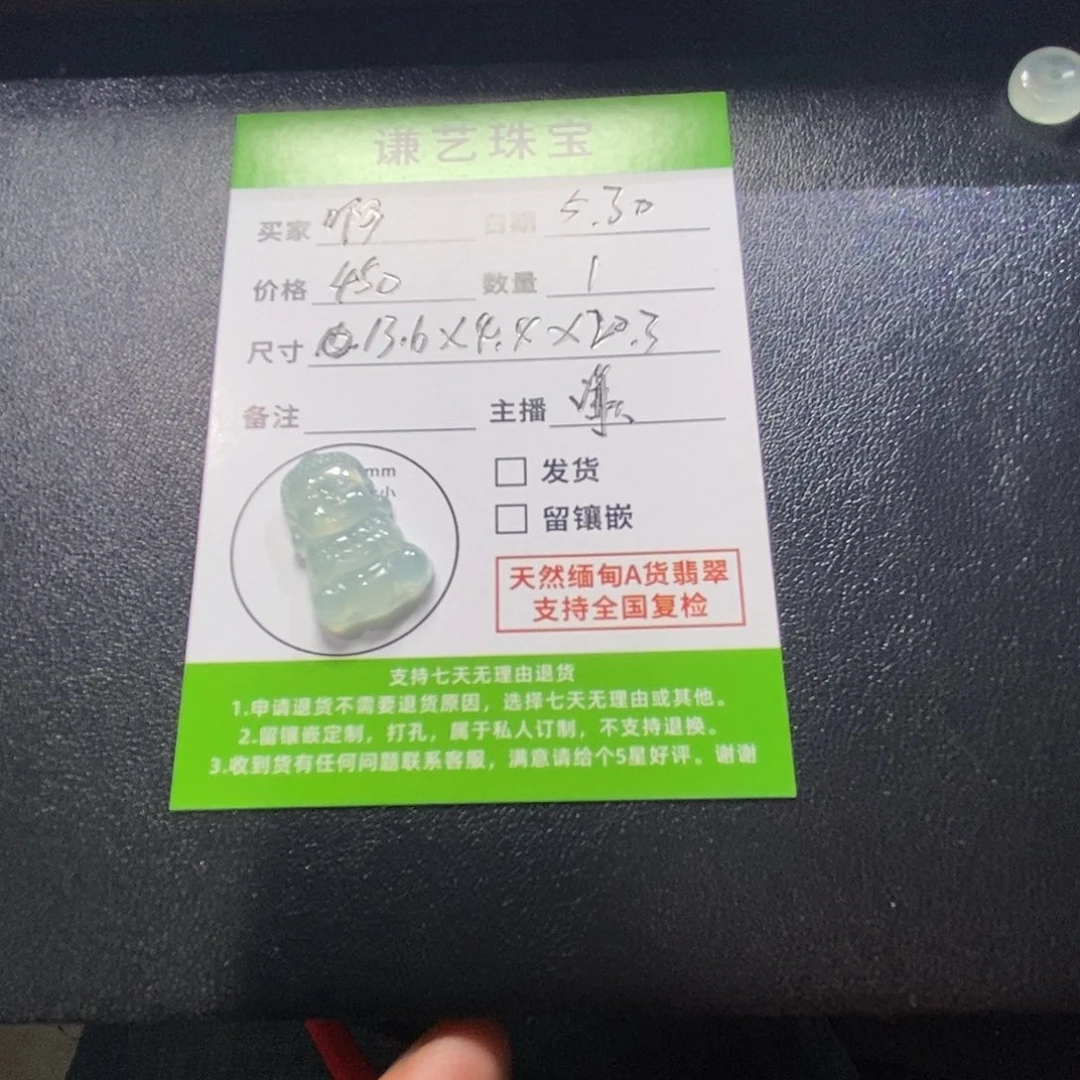 谦艺珠宝
买家 啊 日期 5.30
价格 450 数量 1
尺寸 13.6×4.4×20.3
备注 主播
mm
小
发货
留镶嵌
天然缅甸A货翡翠
支持全国复检
支持七天无理由退货
1.申请退货不需要退货原因，选择七天无理由或其他。
2.留镶嵌定制，打孔，属于私人订制，不支持退换。
3.收到货有任何问题联系客服，满意请给个5星好评。谢谢